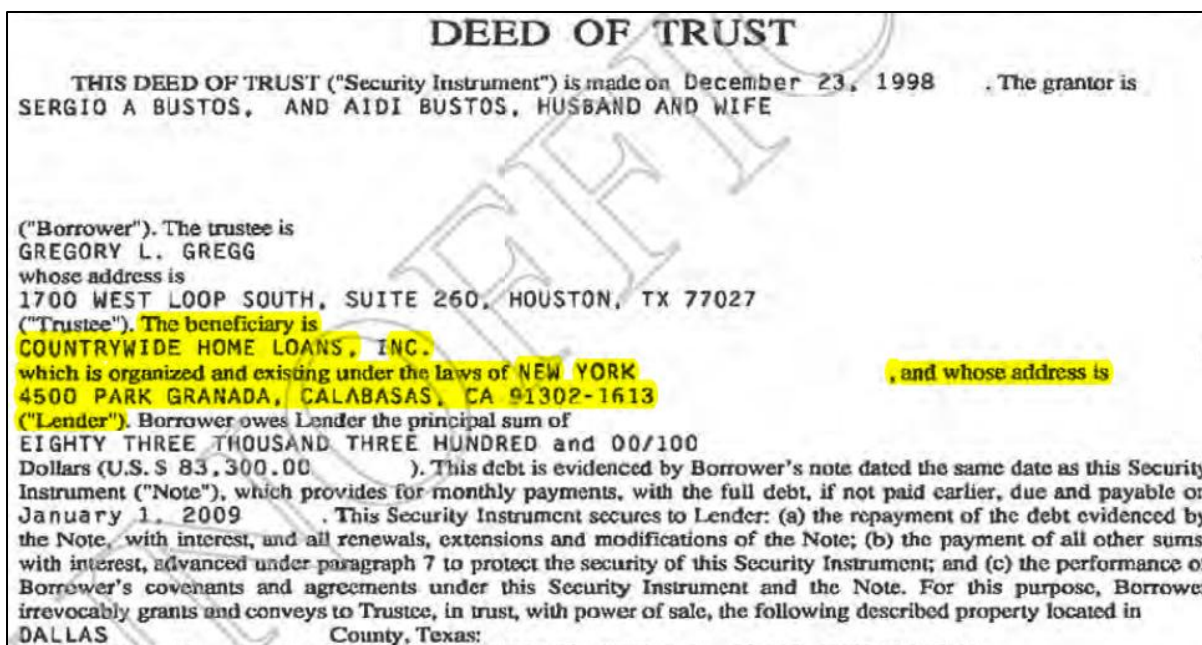 DEED OF TRUST
THIS DEED OF TRUST ("Security Instrument") is made on December 23, 1998 . The grantor is
SERGIO A BUSTOS, AND AIDI BUSTOS, HUSBAND AND WIFE
("Borrower"). The trustee is
GREGORY L. GREGG
whose address is
1700 WEST LOOP SOUTH, SUITE 260, HOUSTON, TX 77027
("Trustee"). The beneficiary is
COUNTRYWIDE HOME LOANS, INC.
which is organized and existing under the laws of NEW YORK , and whose address is
4500 PARK GRANADA, CALABASAS, CA 91302-1613
("Lender"). Borrower owes Lender the principal sum of
EIGHTY THREE THOUSAND THREE HUNDRED and 00/100
Dollars (U.S. $ 83,300.00 ). This debt is evidenced by Borrower's note dated the same date as this Security
Instrument ("Note"), which provides for monthly payments, with the full debt, if not paid earlier, due and payable on
January 1, 2009 . This Security Instrument secures to Lender: (a) the repayment of the debt evidenced by
the Note, with interest, and all renewals, extensions and modifications of the Note; (b) the payment of all other sums,
with interest, advanced under paragraph 7 to protect the security of this Security Instrument; and (c) the performance of
Borrower's covenants and agreements under this Security Instrument and the Note. For this purpose, Borrower
irrevocably grants and conveys to Trustee, in trust, with power of sale, the following described property located in
DALLAS County, Texas: